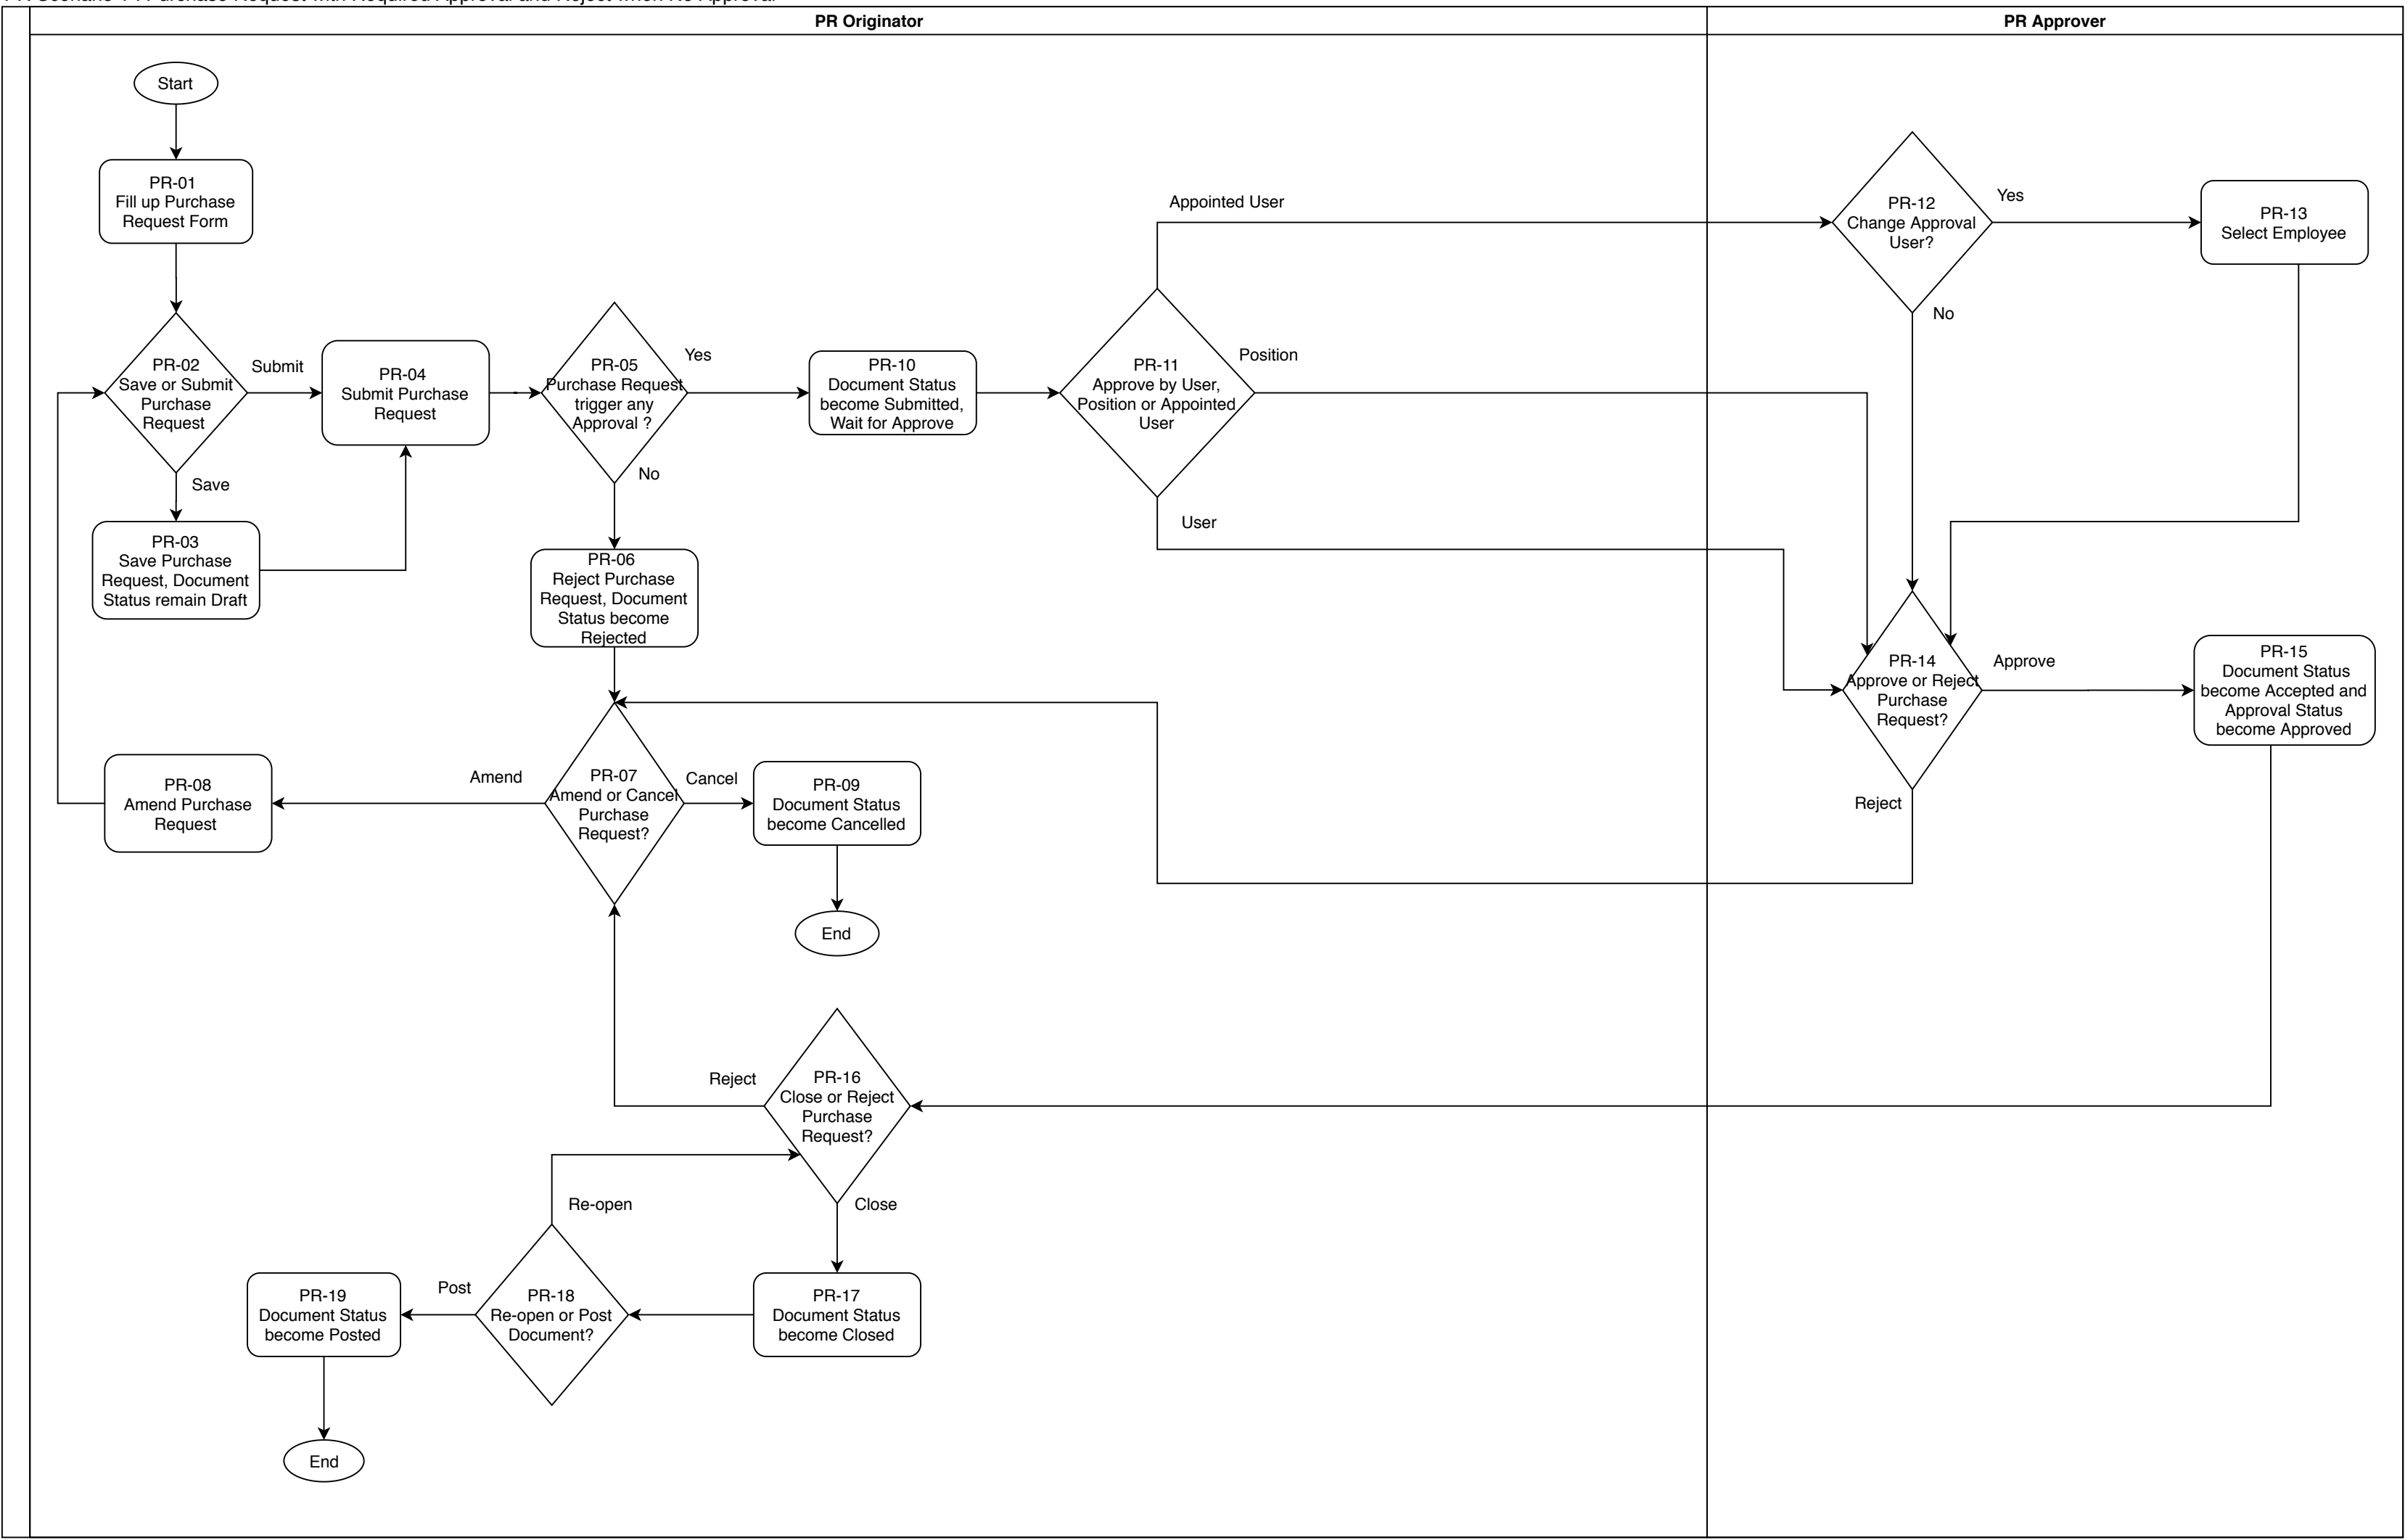 PR Originator
PR Approver
Start
PR-01
Fill up Purchase
Request Form
PR-02
Save or Submit
Purchase
Request
Submit
Save
PR-03
Save Purchase
Request, Document
Status remain Draft
PR-04
Submit Purchase
Request
PR-05
Purchase Request
trigger any
Approval ?
Yes
No
PR-06
Reject Purchase
Request, Document
Status become
Rejected
PR-10
Document Status
become Submitted,
Wait for Approve
PR-11
Approve by User,
Position or Appointed
User
Appointed User
Position
User
PR-12
Change Approval
User?
Yes
No
PR-13
Select Employee
PR-14
Approve or Reject
Purchase
Request?
Approve
Reject
PR-15
Document Status
become Accepted and
Approval Status
become Approved
PR-07
Amend or Cancel
Purchase
Request?
Amend
Cancel
PR-08
Amend Purchase
Request
PR-09
Document Status
become Cancelled
End
PR-16
Close or Reject
Purchase
Request?
Reject
Close
Re-open
PR-17
Document Status
become Closed
PR-18
Re-open or Post
Document?
Post
PR-19
Document Status
become Posted
End